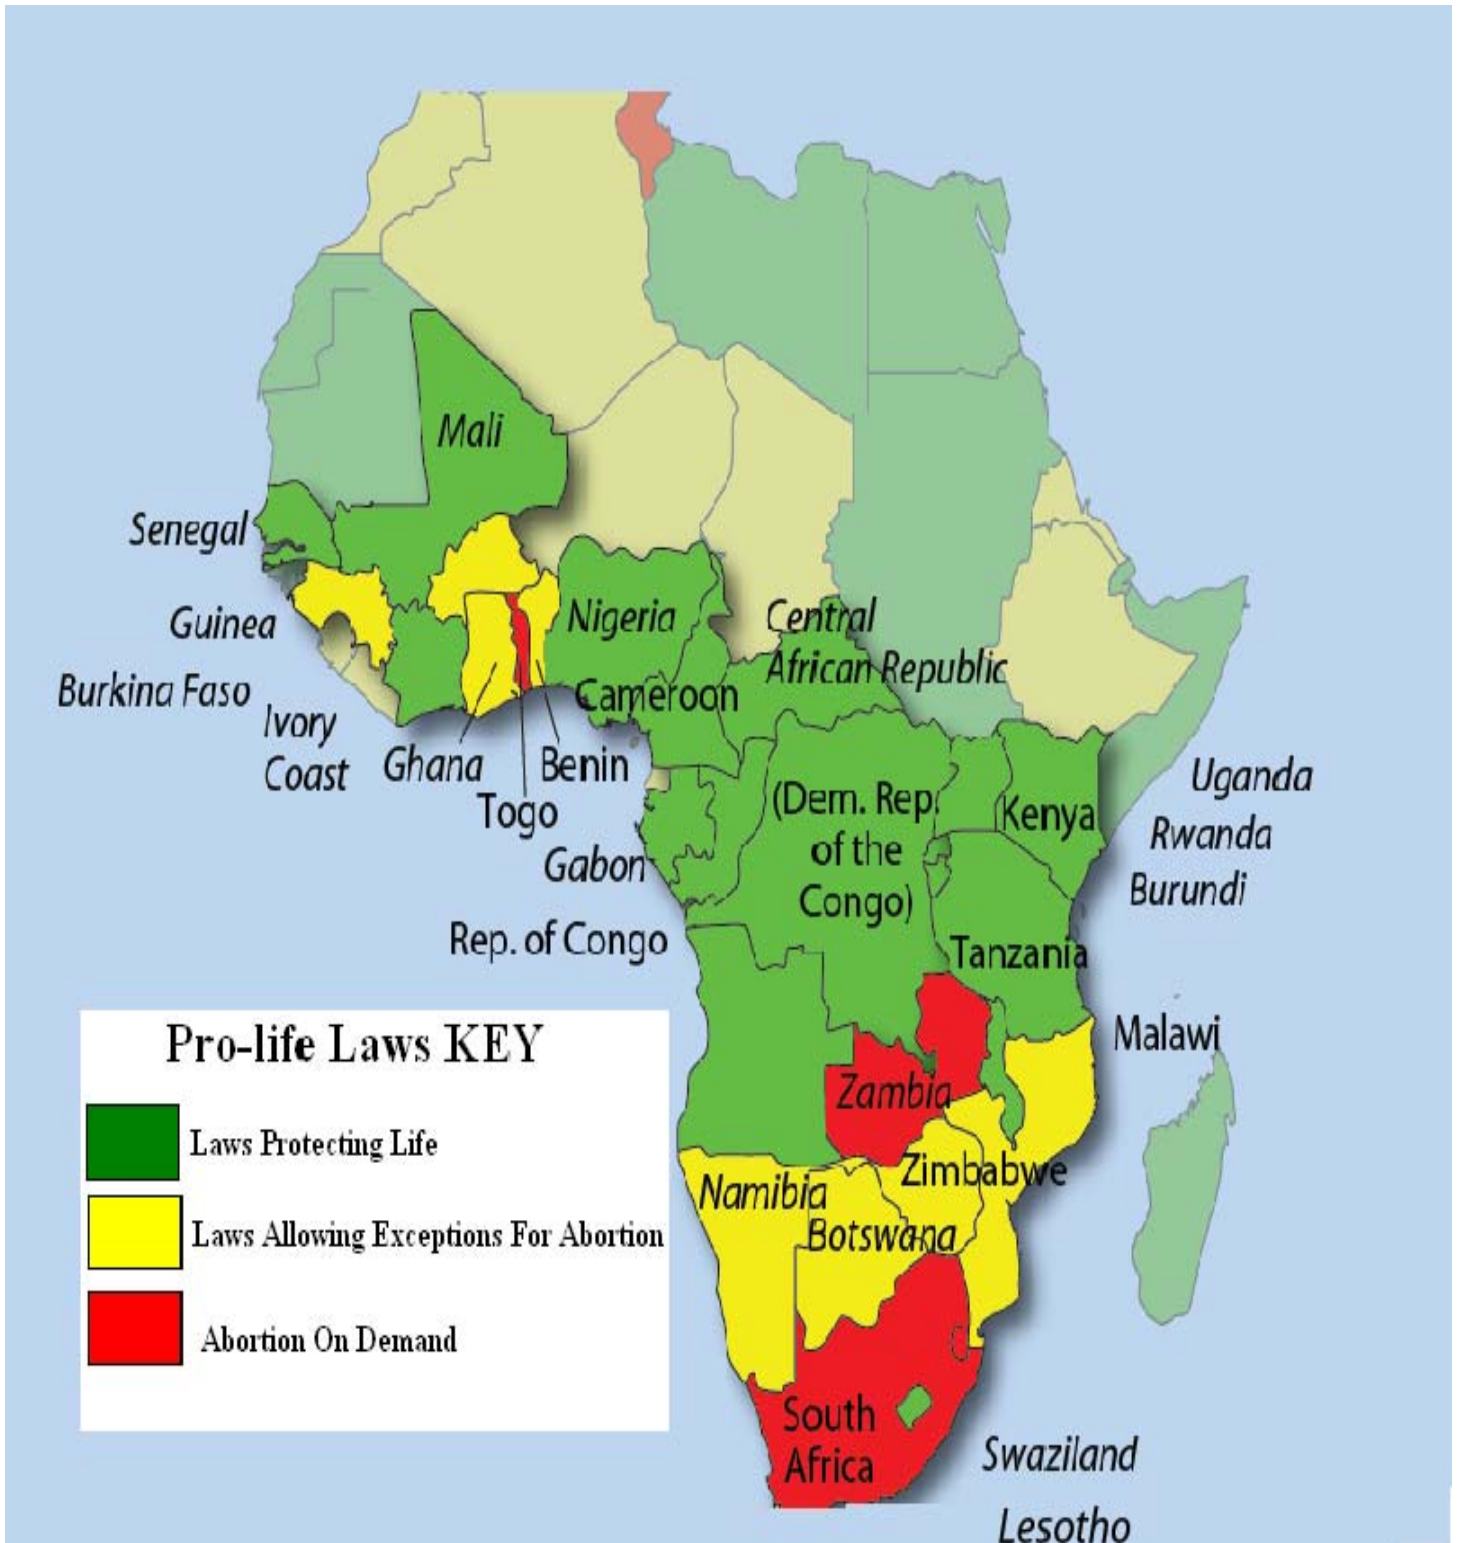 Mali
Senegal
Guinea
Burkina Faso
Ivory
Coast
Ghana
Togo
Benin
Nigeria
Cameroon
Central
African Republic
Gabon
Rep. of Congo
(Dem. Rep.
of the
Congo)
Kenya
Uganda
Rwanda
Burundi
Tanzania
Malawi
Zambia
Zimbabwe
Namibia
Botswana
South
Africa
Swaziland
Lesotho
Pro-life Laws KEY
Laws Protecting Life
Laws Allowing Exceptions For Abortion
Abortion On Demand